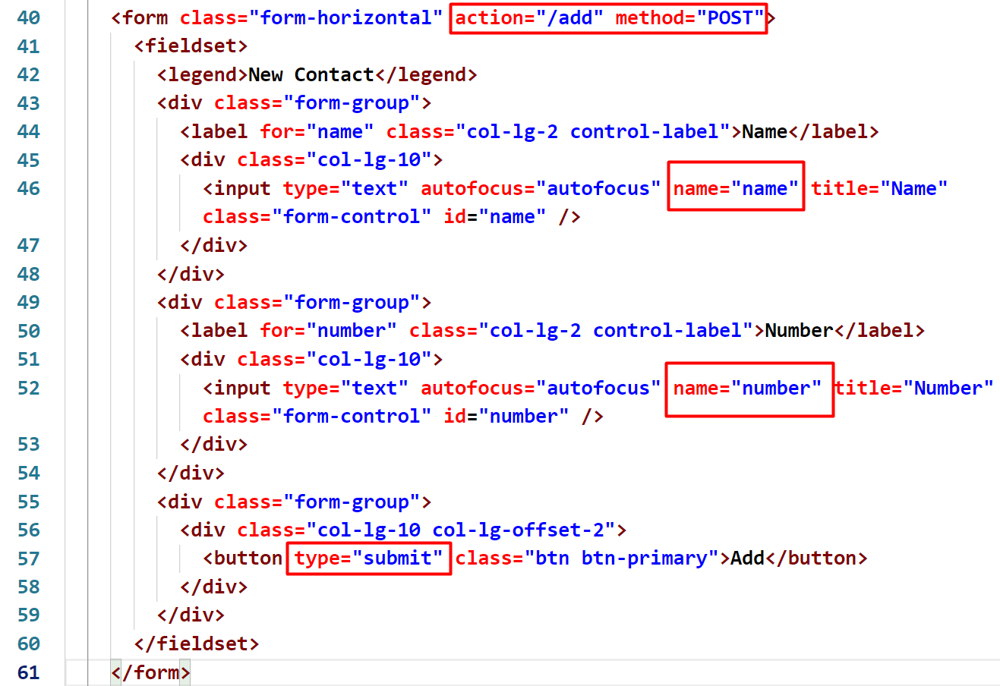 40 <form class="form-horizontal" action="/add" method="POST">
41 <fieldset>
42 <legend>New Contact</legend>
43 <div class="form-group">
44 <label for="name" class="col-lg-2 control-label">Name</label>
45 <div class="col-lg-10">
46 <input type="text" autofocus="autofocus" name="name" title="Name"
class="form-control" id="name" />
47 </div>
48 </div>
49 <div class="form-group">
50 <label for="number" class="col-lg-2 control-label">Number</label>
51 <div class="col-lg-10">
52 <input type="text" autofocus="autofocus" name="number" title="Number"
class="form-control" id="number" />
53 </div>
54 </div>
55 <div class="form-group">
56 <div class="col-lg-10 col-lg-offset-2">
57 <button type="submit" class="btn btn-primary">Add</button>
58 </div>
59 </div>
60 </fieldset>
61 </form>